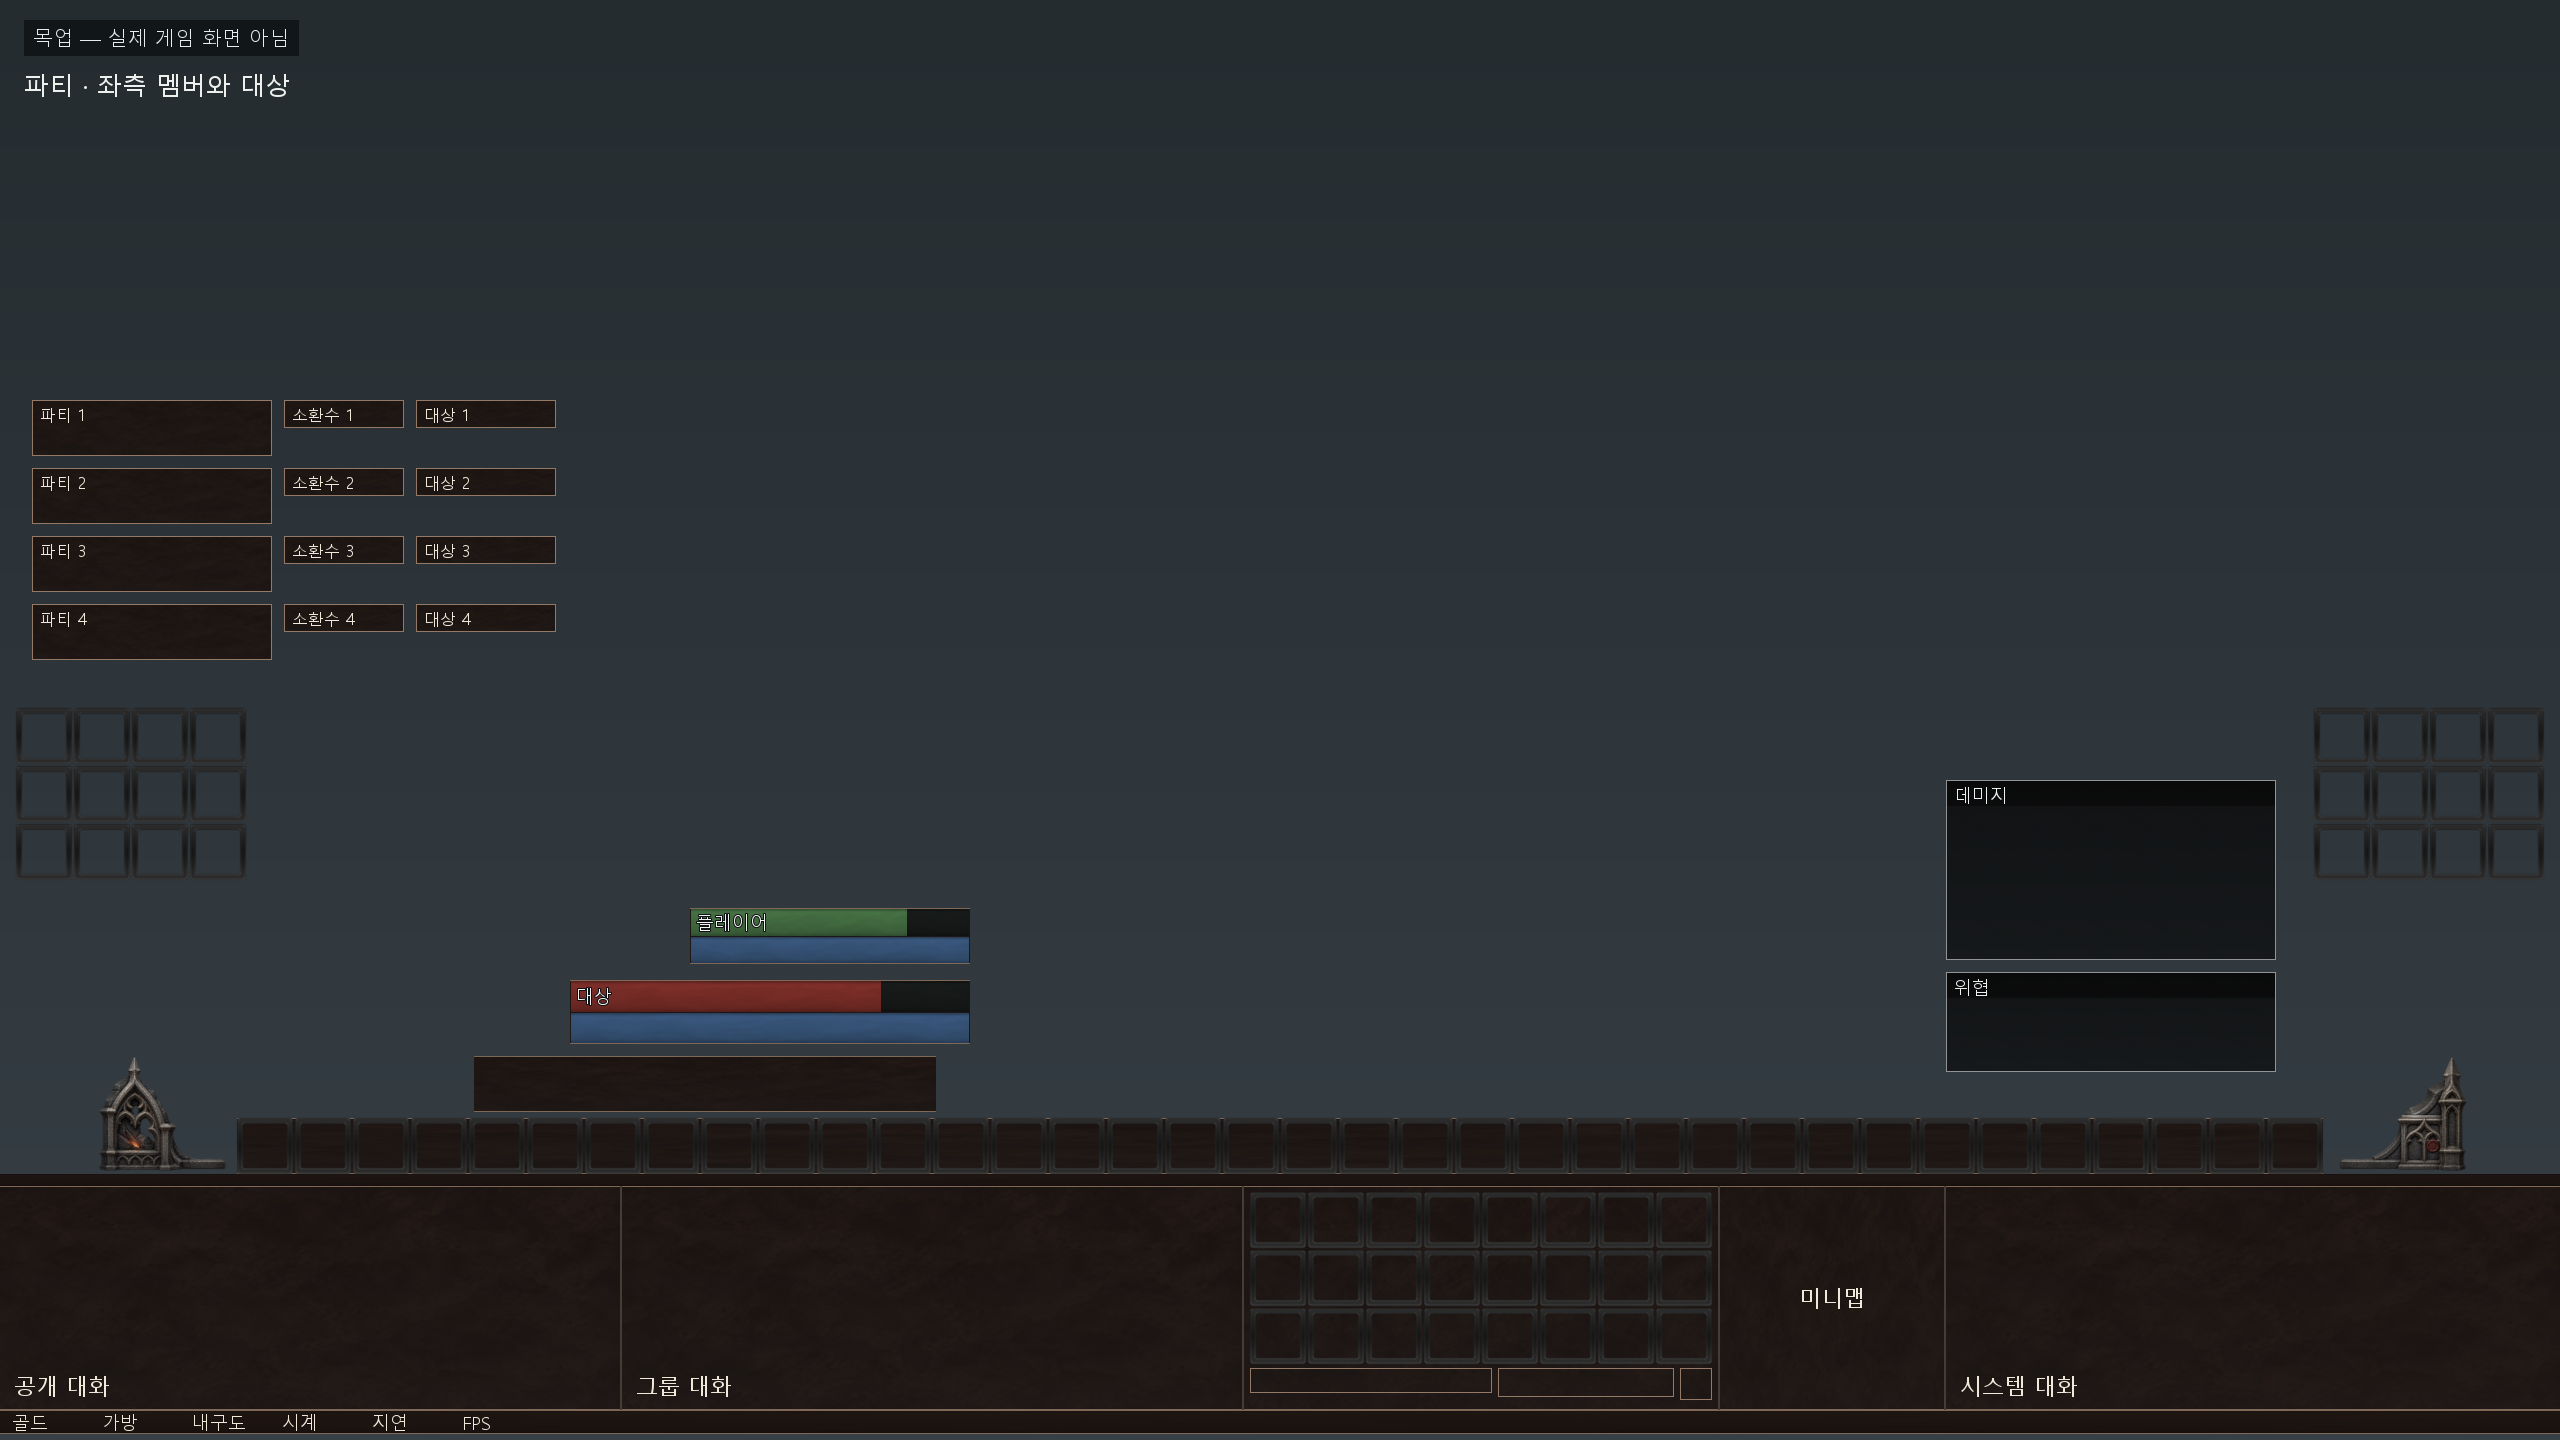 목업 — 실제 게임 화면 아님
파티 · 좌측 멤버와 대상
파티 1 소환수 1 대상 1
파티 2 소환수 2 대상 2
파티 3 소환수 3 대상 3
파티 4 소환수 4 대상 4
데미지
플레이어
위협
대상
미니맵
공개 대화 그룹 대화 시스템 대화
골드 가방 내구도 시계 지연 FPS